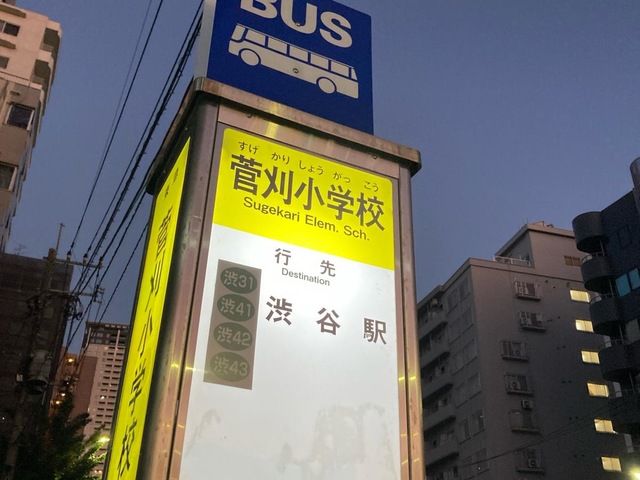 BUS
すげ かり しょう がっ こう
菅刈小学校
Sugekari Elem. Sch.
行先
Destination
渋31
渋41
渋42
渋43
渋谷駅
菅刈小学校